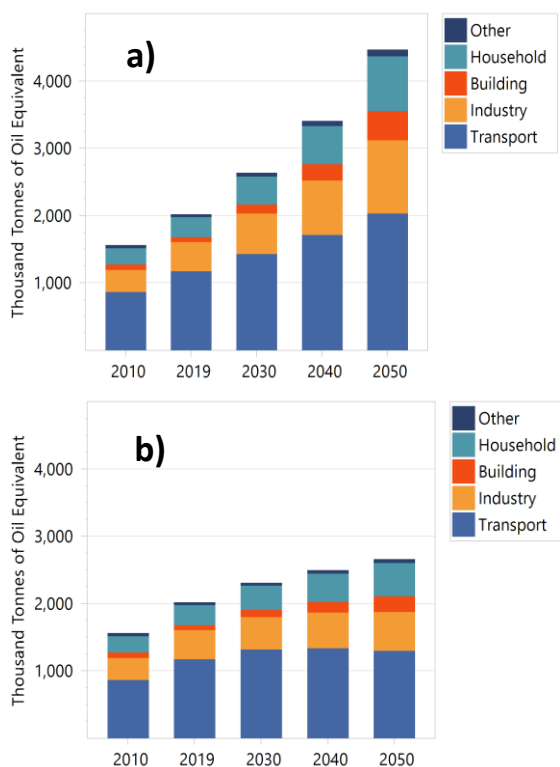 a)
Thousand Tonnes of Oil Equivalent
4,000
3,000
2,000
1,000
2010 2019 2030 2040 2050
Other
Household
Building
Industry
Transport
b)
Thousand Tonnes of Oil Equivalent
4,000
3,000
2,000
1,000
2010 2019 2030 2040 2050
Other
Household
Building
Industry
Transport